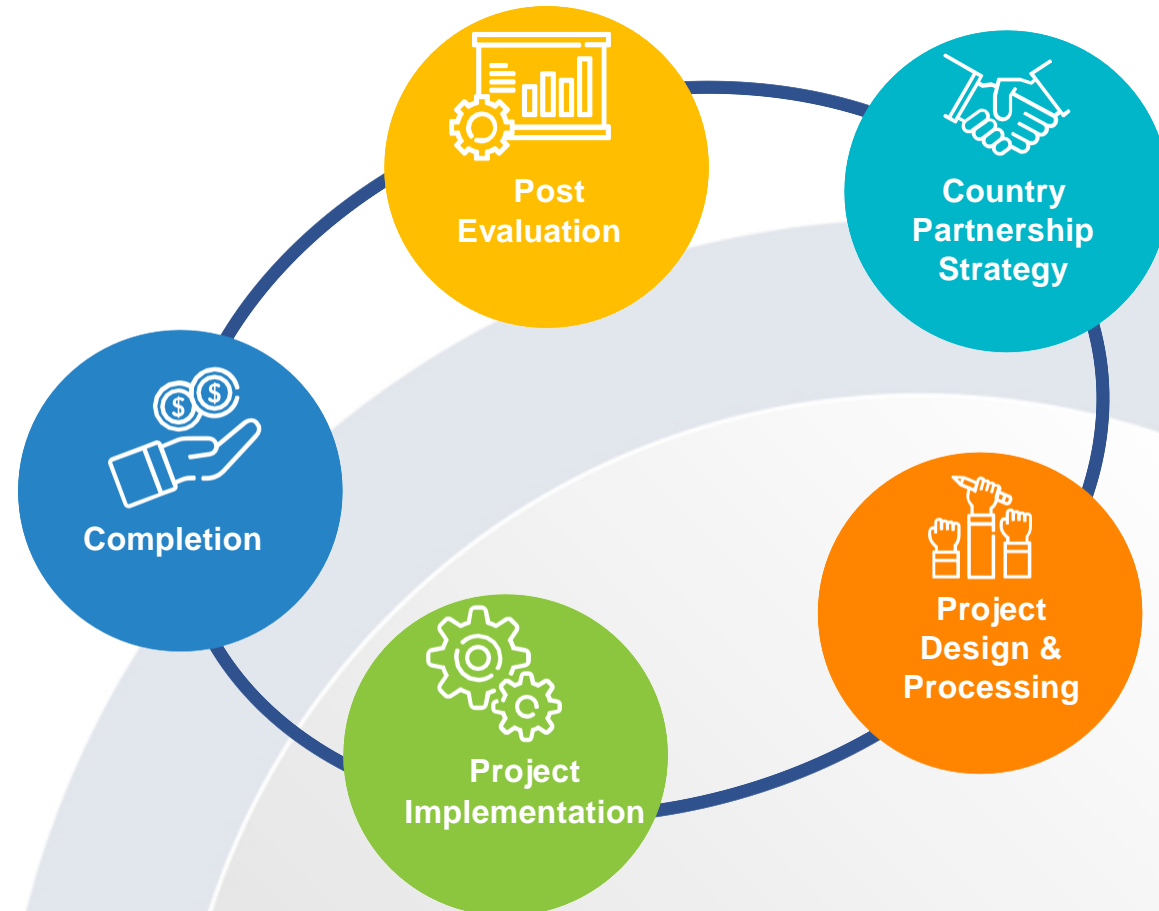 Post
Evaluation
Country
Partnership
Strategy
$ $
Completion
Project
Design &
Processing
Project
Implementation